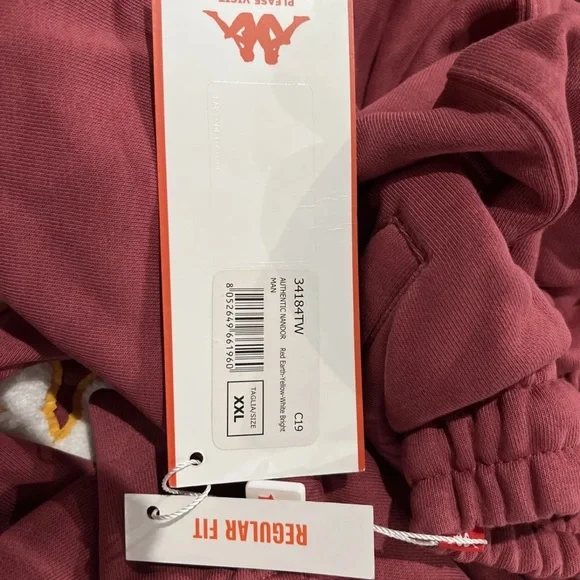 PLEASE VISIT
34184TW
C19
AUTHENTIC NANDOR
Red Earth-Yellow-White Bright
MAN
8 052649 661960
TAGLIA/SIZE
XXL
REGULAR FIT